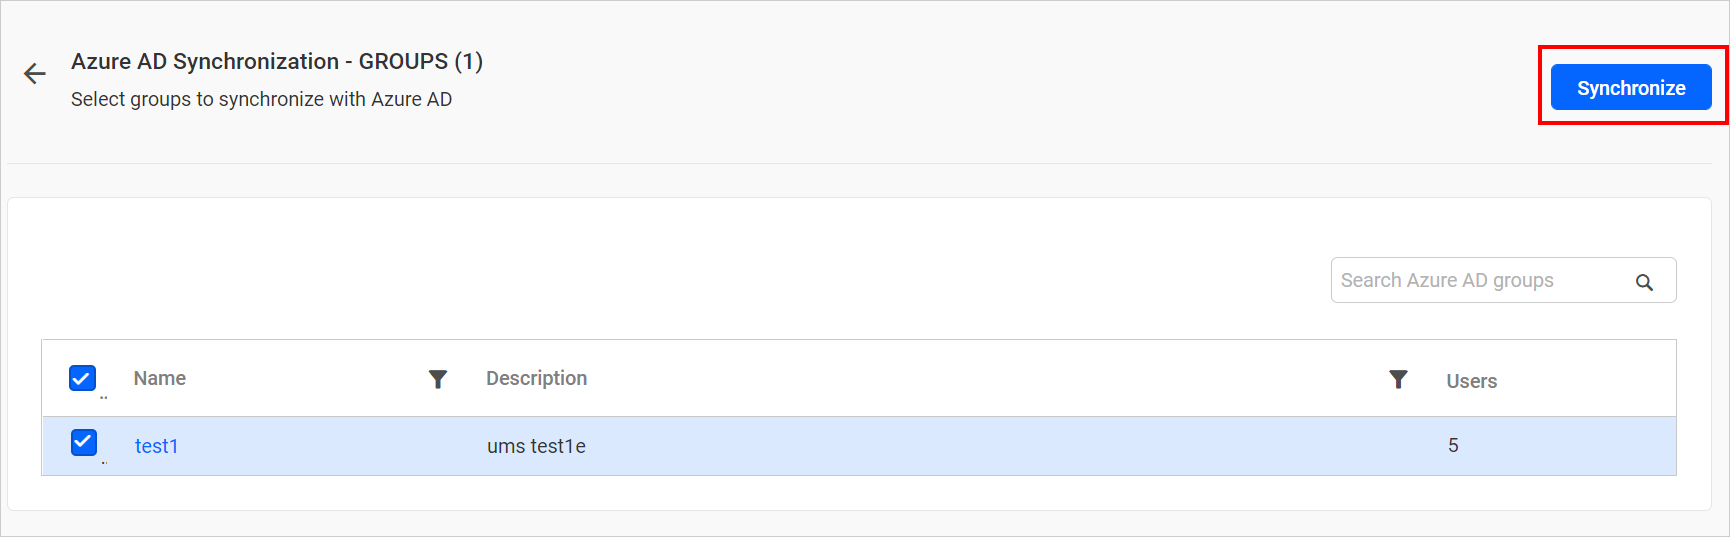 Azure AD Synchronization - GROUPS (1)
Select groups to synchronize with Azure AD
Synchronize
Search Azure AD groups
Name Description Users
test1 ums test1e 5